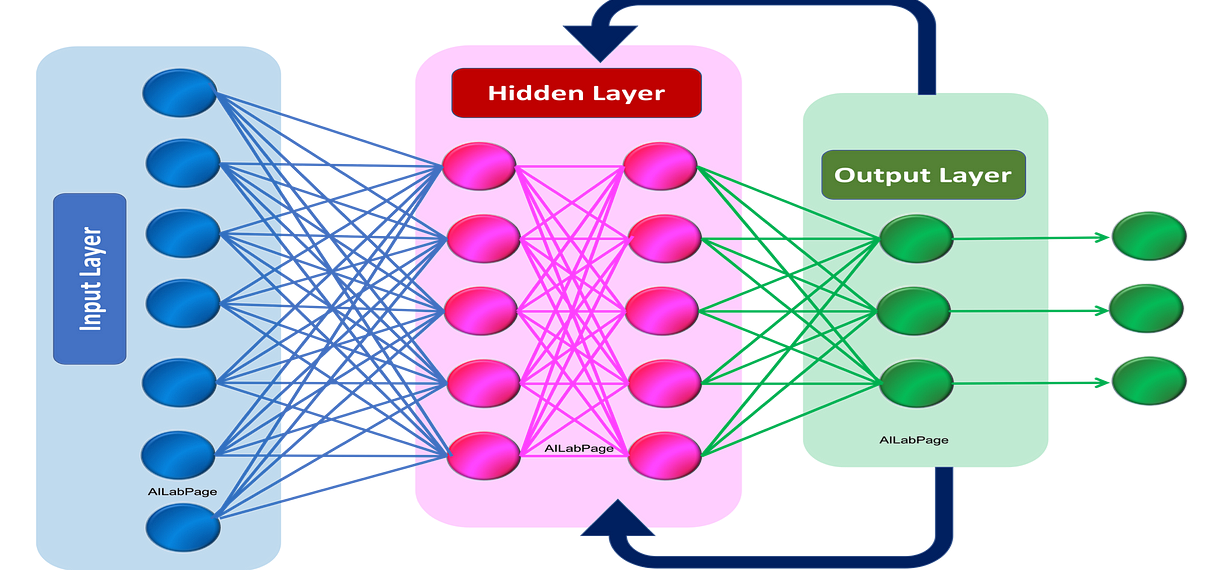 Input Layer
AILabPage
Hidden Layer
AILabPage
Output Layer
AILabPage